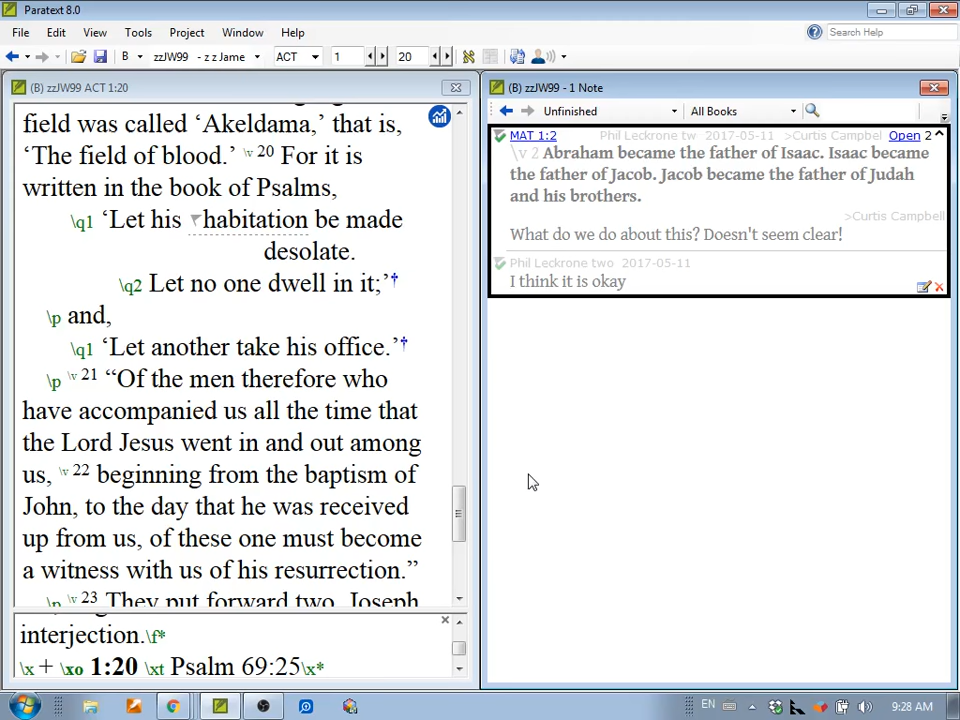 Paratext 8.0
File Edit View Tools Project Window Help
Search Help
B zzJW99 - z z Jame ACT 1 20
(B) zzJW99 ACT 1:20
field was called ‘Akeldama,’ that is,
‘The field of blood.’ \v 20 For it is
written in the book of Psalms,
\q1 ‘Let his habitation be made
desolate.
\q2 Let no one dwell in it;’†
\p and,
\q1 ‘Let another take his office.’†
\p \v 21 “Of the men therefore who
have accompanied us all the time that
the Lord Jesus went in and out among
us, \v 22 beginning from the baptism of
John, to the day that he was received
up from us, of these one must become
a witness with us of his resurrection.”
\p \v 23 They put forward two, Joseph
interjection.\f*
\x + \xo 1:20 \xt Psalm 69:25\x*
(B) zzJW99 - 1 Note
Unfinished All Books
MAT 1:2 Phil Leckrone tw 2017-05-11 >Curtis Campbel Open 2
\v 2 Abraham became the father of Isaac. Isaac became
the father of Jacob. Jacob became the father of Judah
and his brothers.
>Curtis Campbell
What do we do about this? Doesn't seem clear!
Phil Leckrone two 2017-05-11
I think it is okay
EN 9:28 AM